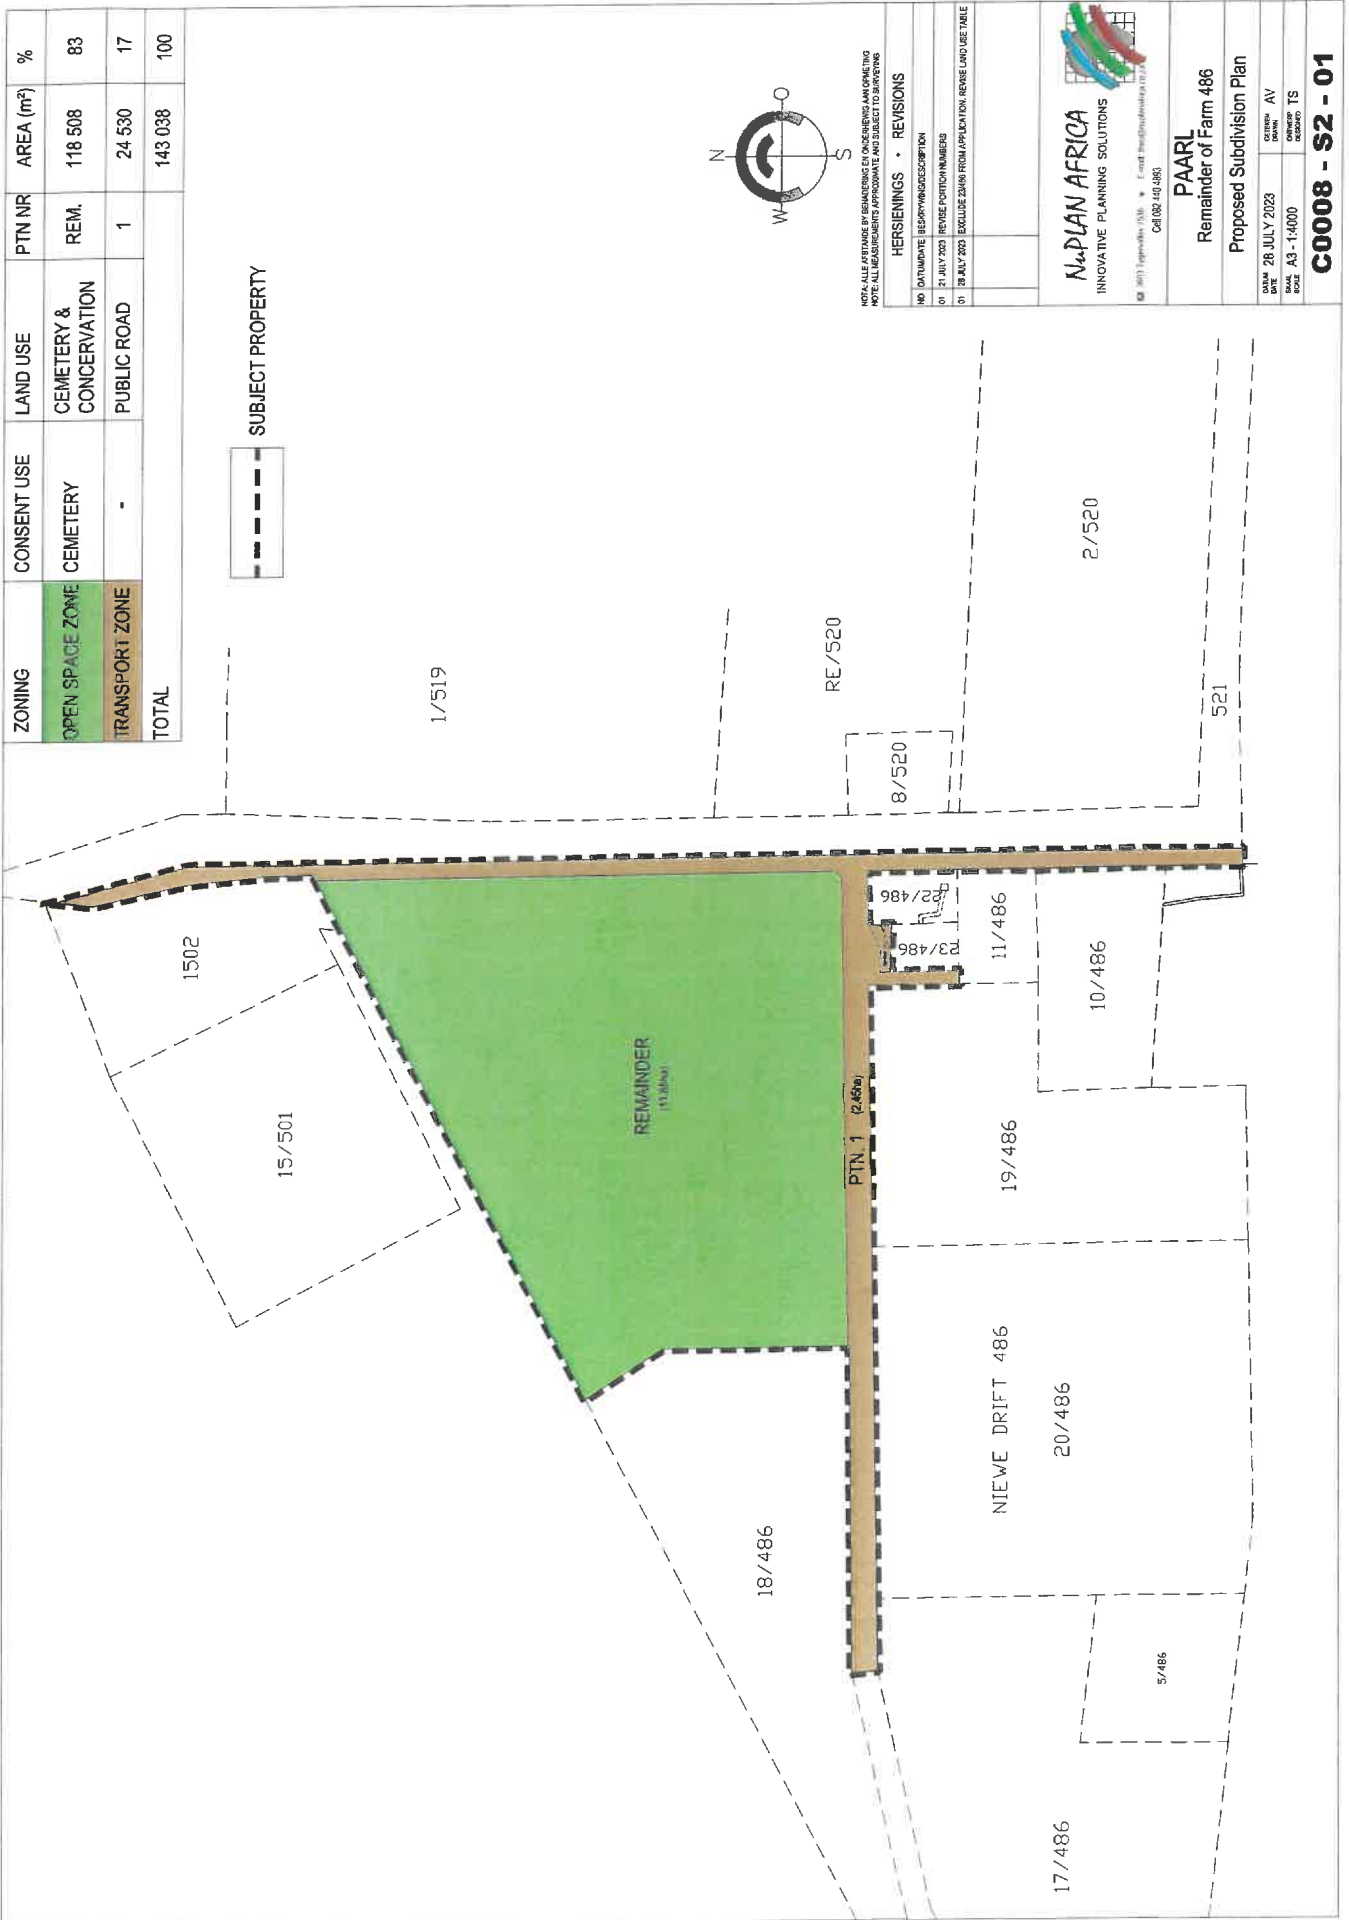 ZONING CONSENT USE LAND USE PTN NR AREA (m²) %
OPEN SPACE ZONE CEMETERY CEMETERY & CONCERVATION REM. 118 508 83
TRANSPORT ZONE - PUBLIC ROAD 1 24 530 17
TOTAL 143 038 100
SUBJECT PROPERTY
1502
15/501
1/519
REMAINDER
RE/520
8/520
2/520
521
PTN. 1 (2.45ha)
22/486
23/486
11/486
10/486
19/486
18/486
NIEWE DRIFT 486
20/486
5/486
17/486
N
W O
S
NOTA: ALLE AFSTANDE BY BENADERING EN ONDERHEWIG AAN OPMETING
NOTE: ALL MEASUREMENTS APPROXIMATE AND SUBJECT TO SURVEYING
HERSIENINGS • REVISIONS
NO DATUM/DATE BESKRYWING/DESCRIPTION
01 21 JULY 2023 REVISE PORTION NUMBERS
01 28 JULY 2023 EXCLUDE 23/486 FROM APPLICATION, REVISE LAND USE TABLE
NuPLAN AFRICA
INNOVATIVE PLANNING SOLUTIONS
Cell 082 440 4893
PAARL
Remainder of Farm 486
Proposed Subdivision Plan
DATUM DATE 28 JULY 2023 GETEKEN DRAWN AV
SKAAL SCALE A3 - 1:4000 ONTWERP DESIGNED TS
C0008 - S2 - 01